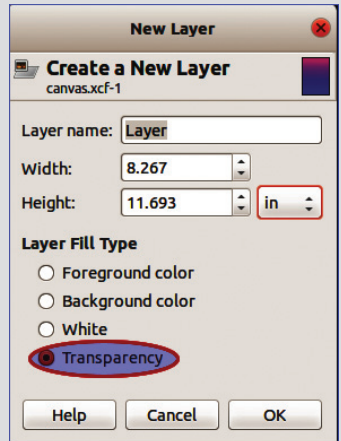 New Layer
Create a New Layer
canvas.xcf-1
Layer name: Layer
Width: 8.267
Height: 11.693 in
Layer Fill Type
Foreground color
Background color
White
Transparency
Help Cancel OK